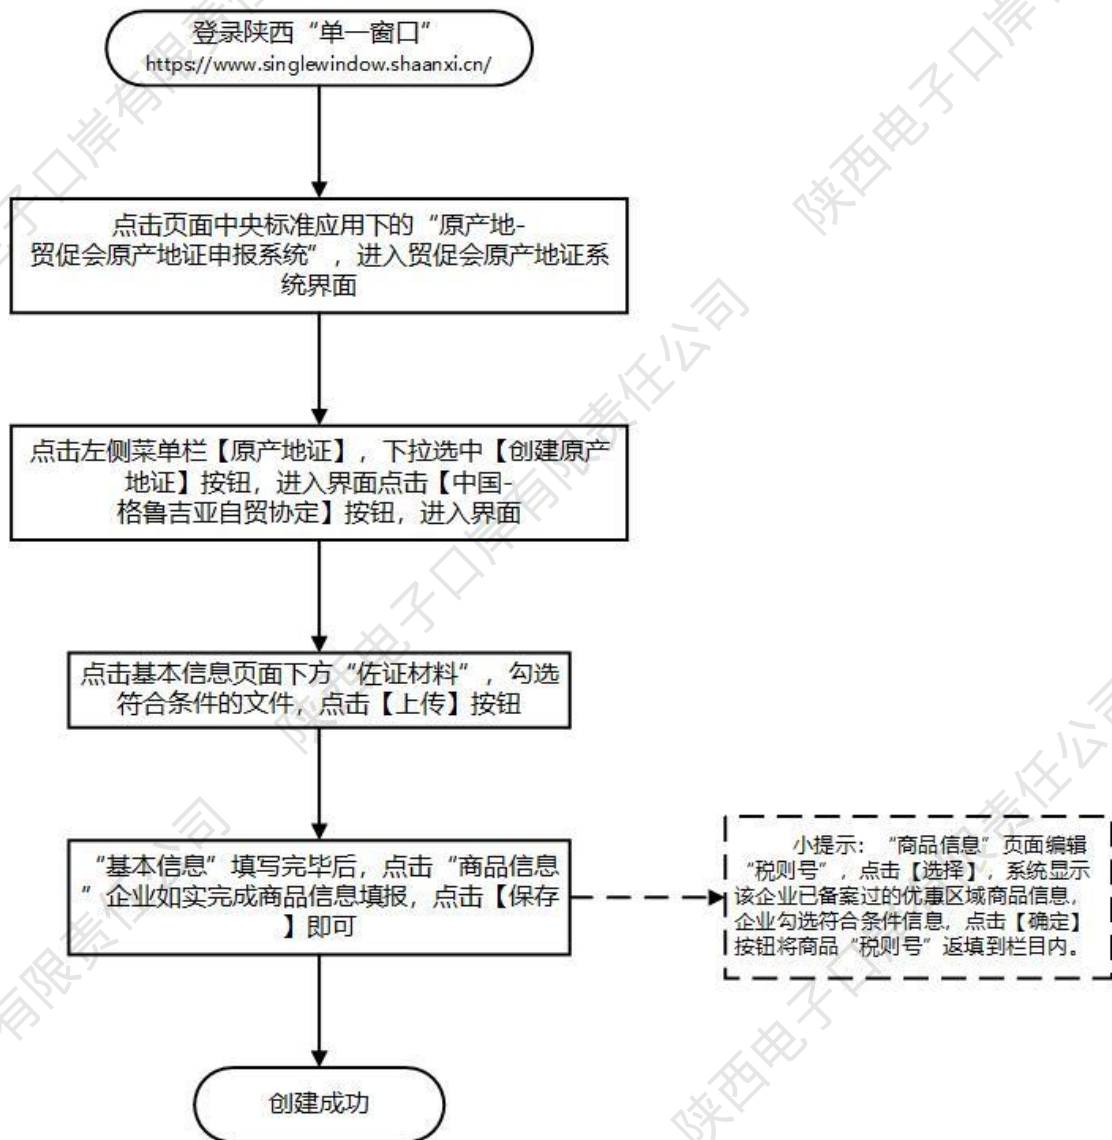 登录陕西“单一窗口”
https://www.singlewindow.shaanxi.cn/
点击页面中央标准应用下的“原产地-
贸促会原产地证申报系统”，进入贸促会原产地证系
统界面
点击左侧菜单栏【原产地证】，下拉选中【创建原产
地证】按钮，进入界面点击【中国-
格鲁吉亚自贸协定】按钮，进入界面
点击基本信息页面下方“佐证材料”，勾选
符合条件的文件，点击【上传】按钮
“基本信息”填写完毕后，点击“商品信息
”企业如实完成商品信息填报，点击【保存
】即可
小提示：“商品信息”页面编辑
“税则号”，点击【选择】，系统显示
该企业已备案过的优惠区域商品信息，
企业勾选符合条件信息，点击【确定】
按钮将商品“税则号”返填到栏目内。
创建成功
陕西电子口岸有限责任公司